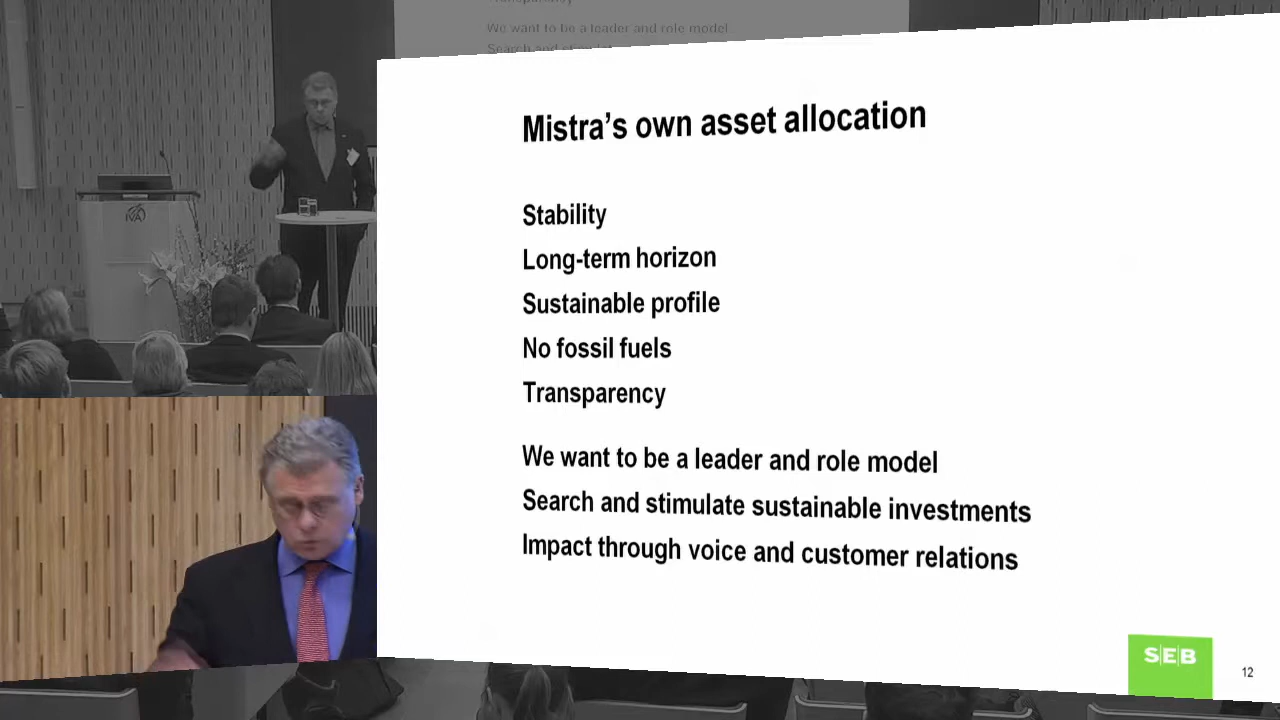 We want to be a leader and role model
Mistra's own asset allocation
Stability
Long-term horizon
Sustainable profile
No fossil fuels
Transparency
We want to be a leader and role model
Search and stimulate sustainable investments
Impact through voice and customer relations
SEB
12
IVA